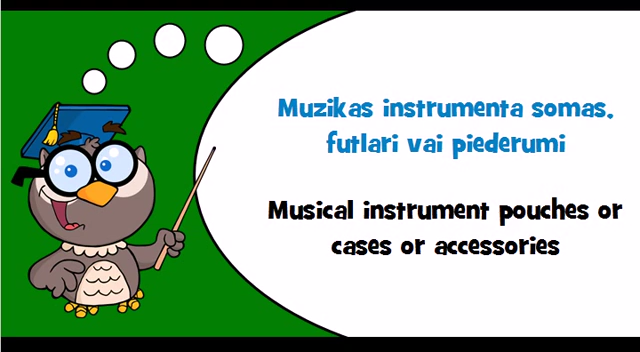 Muzikas instrumenta somas,
futlari vai piederumi
Musical instrument pouches or
cases or accessories